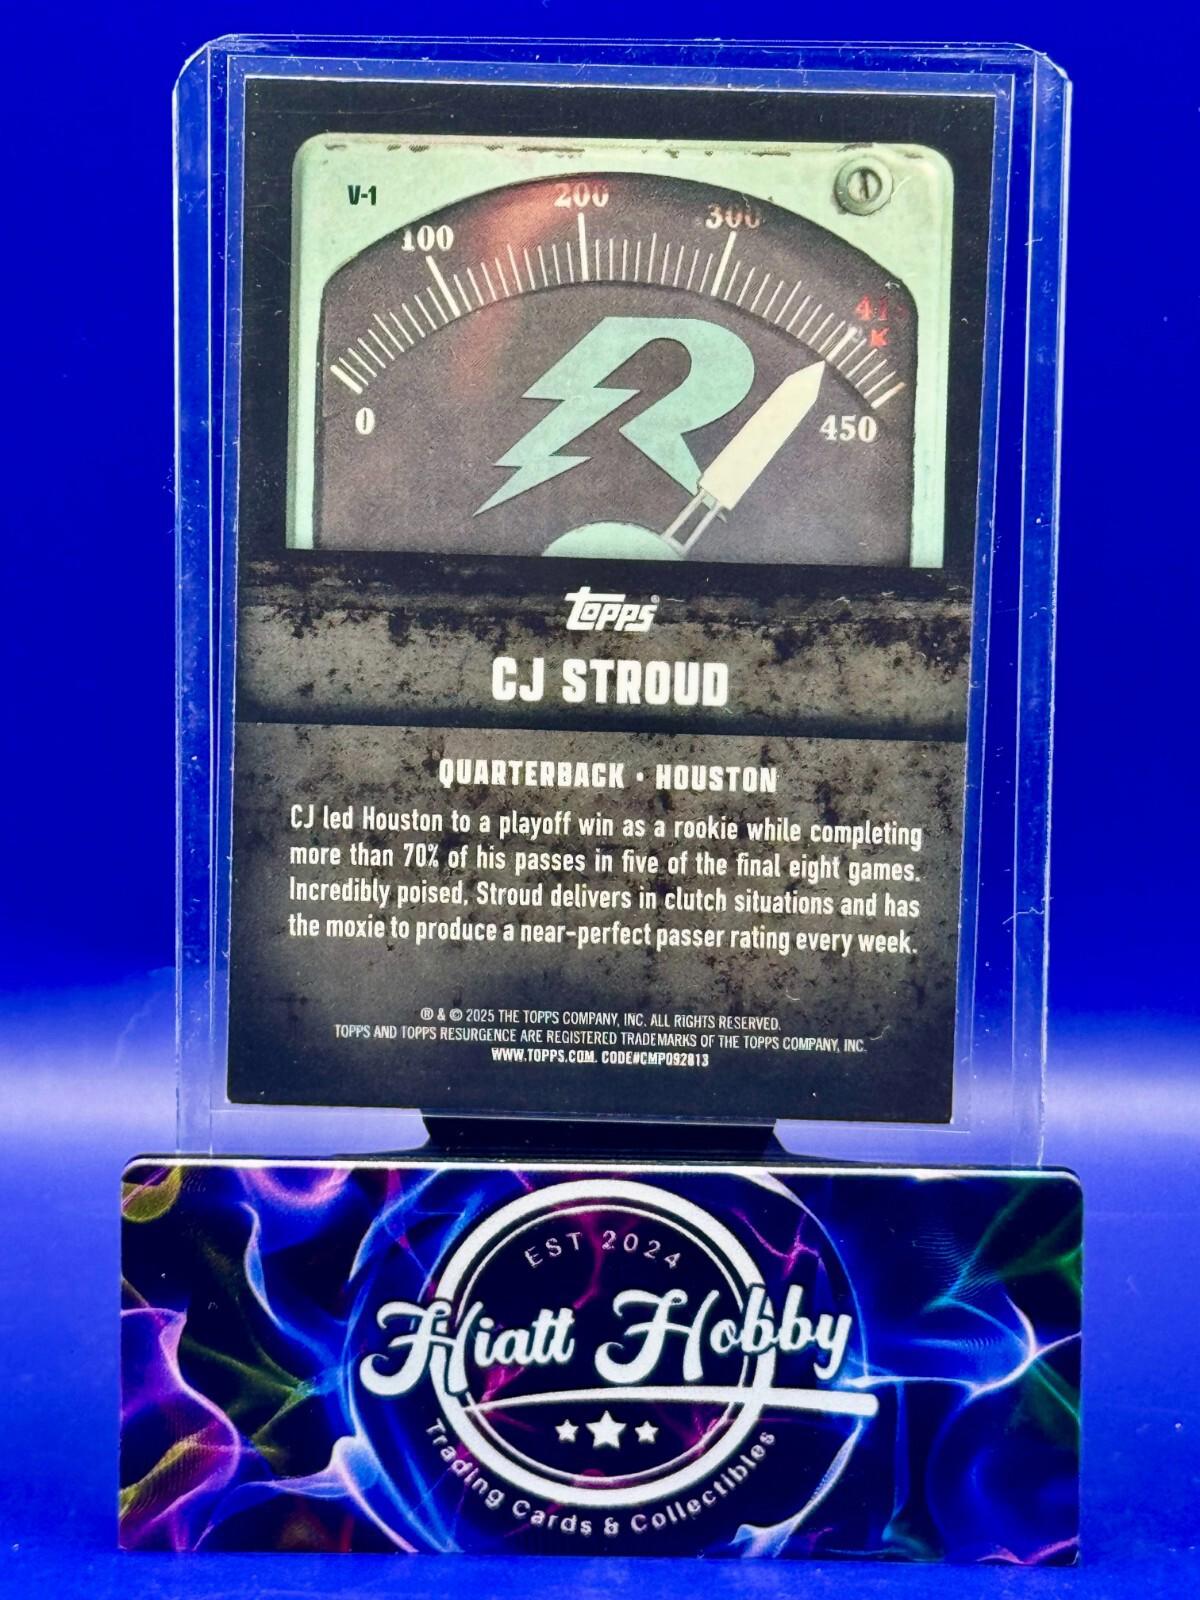 V-1
200
100
300
0
450
Topps®
CJ STROUD
QUARTERBACK · HOUSTON
CJ led Houston to a playoff win as a rookie while completing
more than 70% of his passes in five of the final eight games.
Incredibly poised, Stroud delivers in clutch situations and has
the moxie to produce a near-perfect passer rating every week.
® & © 2025 THE TOPPS COMPANY, INC. ALL RIGHTS RESERVED.
TOPPS AND TOPPS RESURGENCE ARE REGISTERED TRADEMARKS OF THE TOPPS COMPANY, INC.
WWW.TOPPS.COM. CODE#CMP092813
EST 2024
Hiatt Hobby
Trading Cards & Collectibles